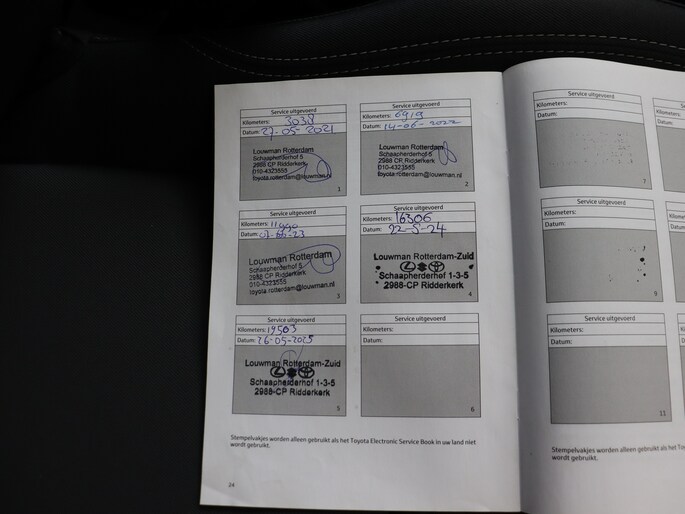 Service uitgevoerd
Kilometers: 3038
Datum: 27-05-2021
Louwman Rotterdam
Schaapherderhof 5
2988 CP Ridderkerk
010-4323555
toyota.rotterdam@louwman.nl
1
Service uitgevoerd
Kilometers: 6919
Datum: 14-06-2022
Louwman Rotterdam
Schaapherderhof 5
2988 CP Ridderkerk
010-4323555
toyota.rotterdam@louwman.nl
2
Service uitgevoerd
Kilometers:
Datum:
Louwman Rotterdam
Schaapherderhof 5
2988 CP Ridderkerk
010-4323555
toyota.rotterdam@louwman.nl
3
Service uitgevoerd
Kilometers: 16306
Datum: 22-5-24
Louwman Rotterdam-Zuid
Schaapherderhof 1-3-5
2988-CP Ridderkerk
4
Service uitgevoerd
Kilometers: 19503
Datum: 26-05-2025
Louwman Rotterdam-Zuid
Schaapherderhof 1-3-5
2988-CP Ridderkerk
5
Service uitgevoerd
Kilometers:
Datum:
6
Stempelvakjes worden alleen gebruikt als het Toyota Electronic Service Book in uw land niet
wordt gebruikt.
24
Service uitgevoerd
Kilometers:
Datum:
7
Service uitgevoerd
Kilometers:
Datum:
9
Service uitgevoerd
Kilometers:
Datum:
11
Stempelvakjes worden alleen gebruikt als het
wordt gebruikt.